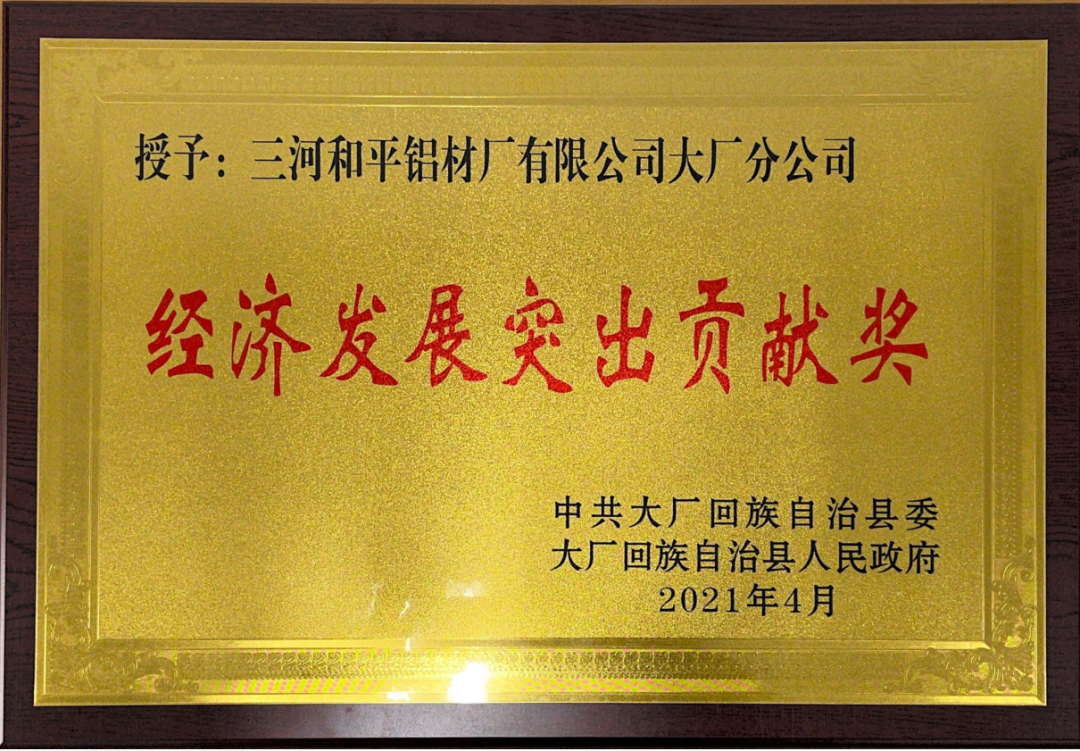 授予：三河和平铝材厂有限公司大厂分公司
经济发展突出贡献奖
中共大厂回族自治县委
大厂回族自治县人民政府
2021年4月